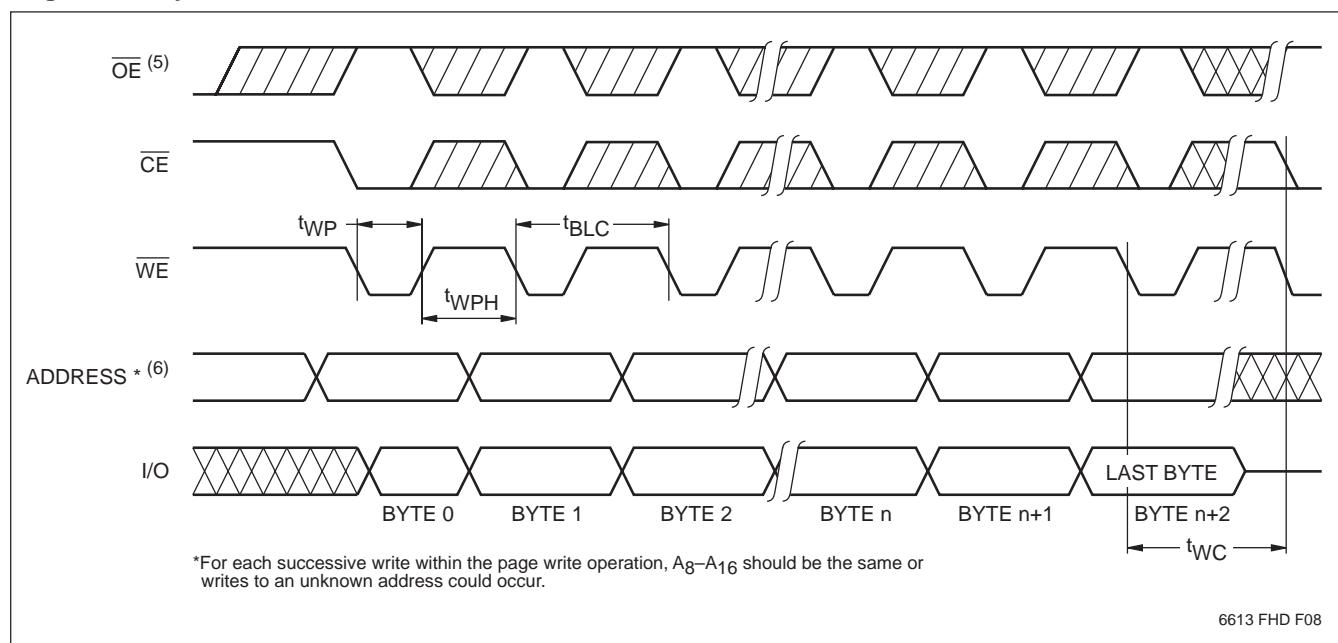 OE (5)
CE
tWP
tBLC
WE
tWPH
ADDRESS * (6)
I/O
LAST BYTE
BYTE 0
BYTE 1
BYTE 2
BYTE n
BYTE n+1
BYTE n+2
tWC
*For each successive write within the page write operation, A8–A16 should be the same or
writes to an unknown address could occur.
6613 FHD F08